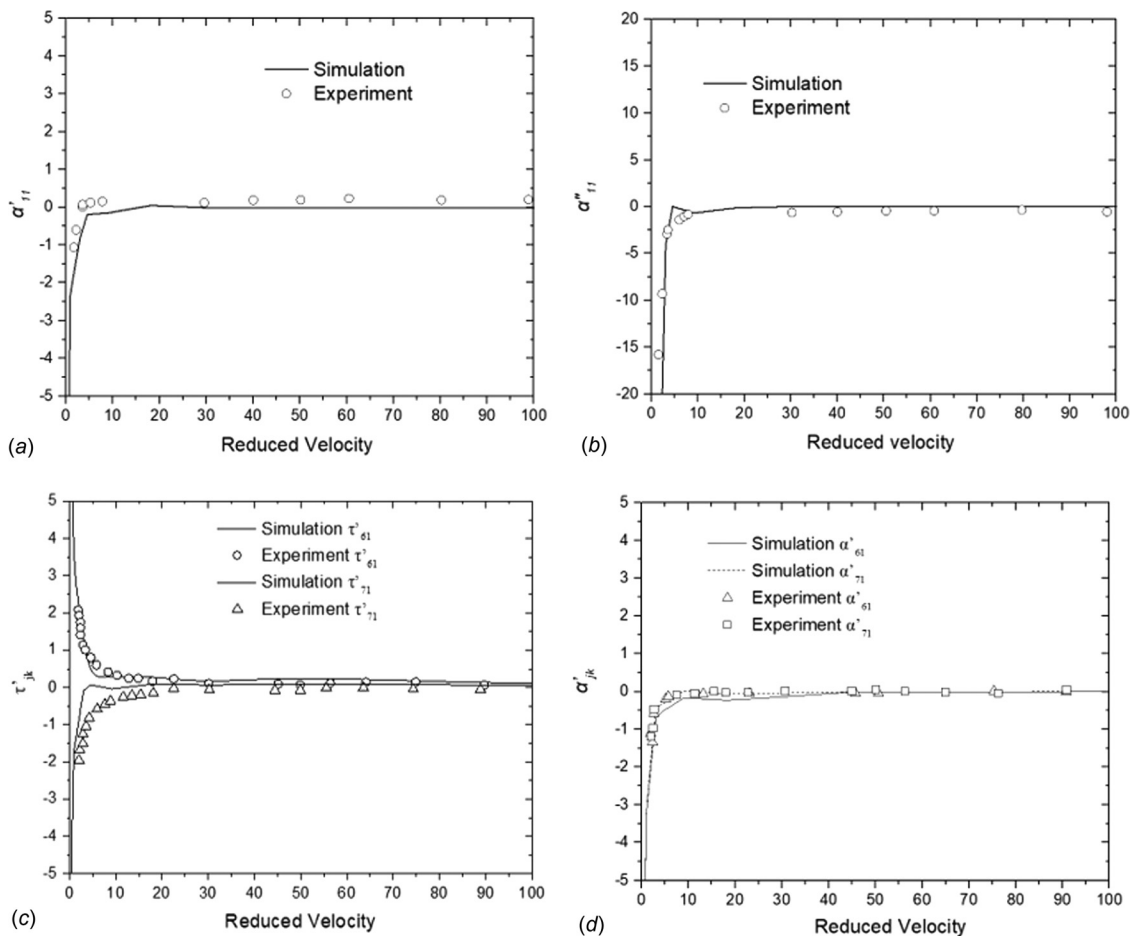 5
4
3
2
1
0
-1
-2
-3
-4
-5
α'11
Simulation
Experiment
0 10 20 30 40 50 60 70 80 90 100
Reduced Velocity
(a)
20
15
10
5
0
-5
-10
-15
-20
α"11
Simulation
Experiment
0 10 20 30 40 50 60 70 80 90 100
Reduced velocity
(b)
5
4
3
2
1
0
-1
-2
-3
-4
-5
τ'jk
Simulation τ'61
Experiment τ'61
Simulation τ'71
Experiment τ'71
0 10 20 30 40 50 60 70 80 90 100
Reduced Velocity
(c)
5
4
3
2
1
0
-1
-2
-3
-4
-5
α'jk
Simulation α'61
Simulation α'71
Experiment α'61
Experiment α'71
0 10 20 30 40 50 60 70 80 90 100
Reduced Velocity
(d)